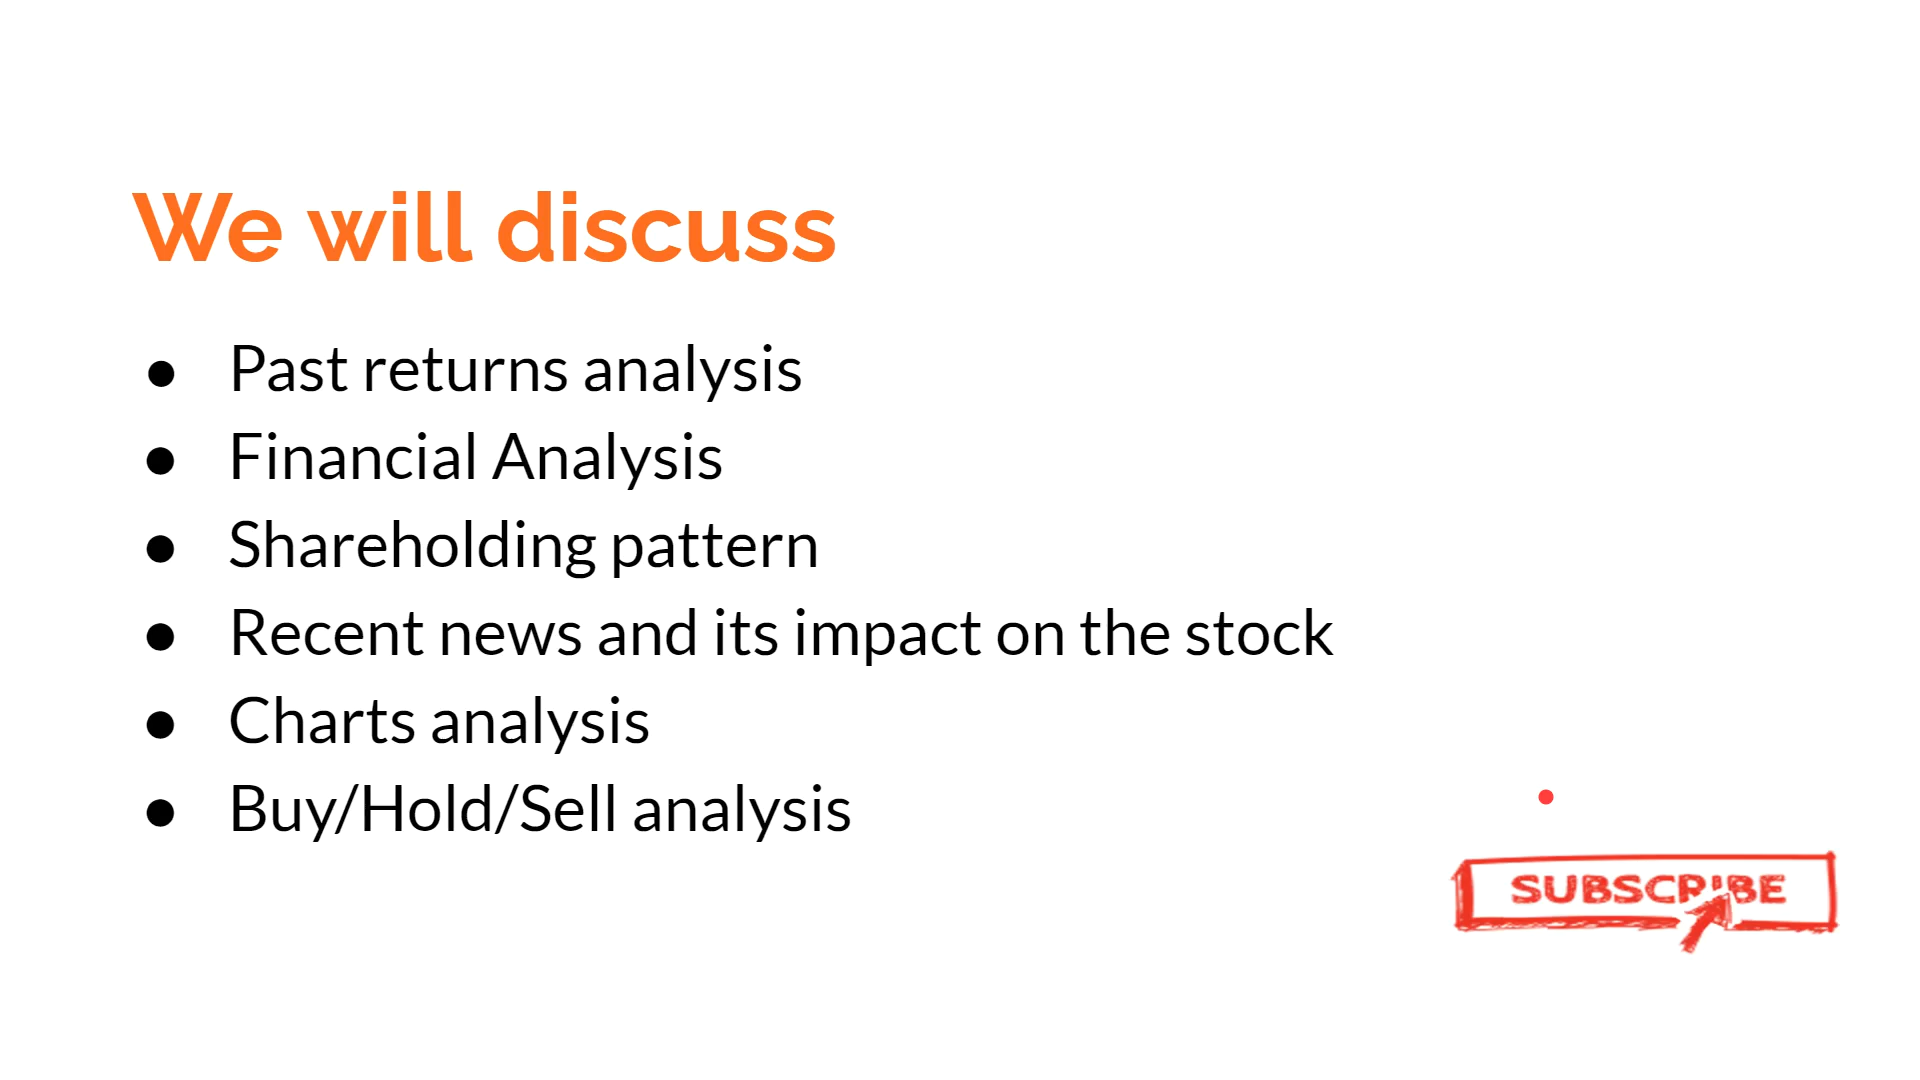 We will discuss
● Past returns analysis
● Financial Analysis
● Shareholding pattern
● Recent news and its impact on the stock
● Charts analysis
● Buy/Hold/Sell analysis
SUBSCRIBE